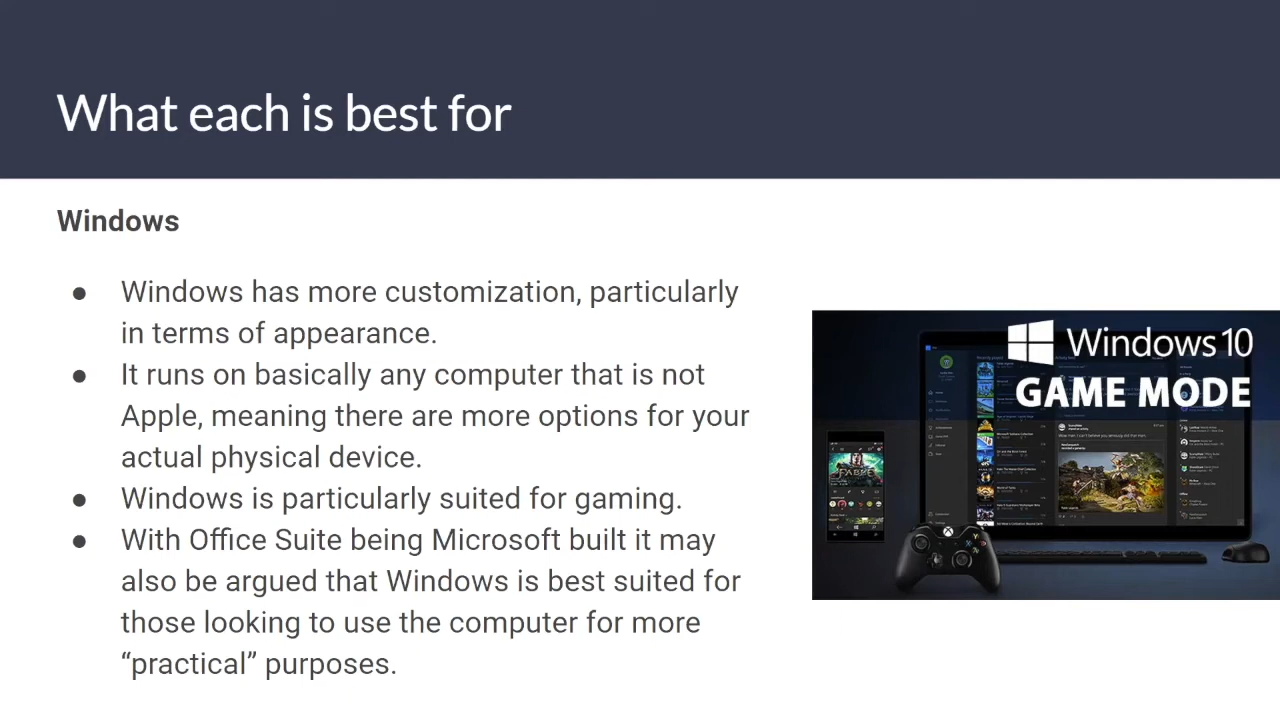 What each is best for
Windows
● Windows has more customization, particularly
in terms of appearance.
● It runs on basically any computer that is not
Apple, meaning there are more options for your
actual physical device.
● Windows is particularly suited for gaming.
● With Office Suite being Microsoft built it may
also be argued that Windows is best suited for
those looking to use the computer for more
“practical” purposes.
Windows 10
GAME MODE
FABLE